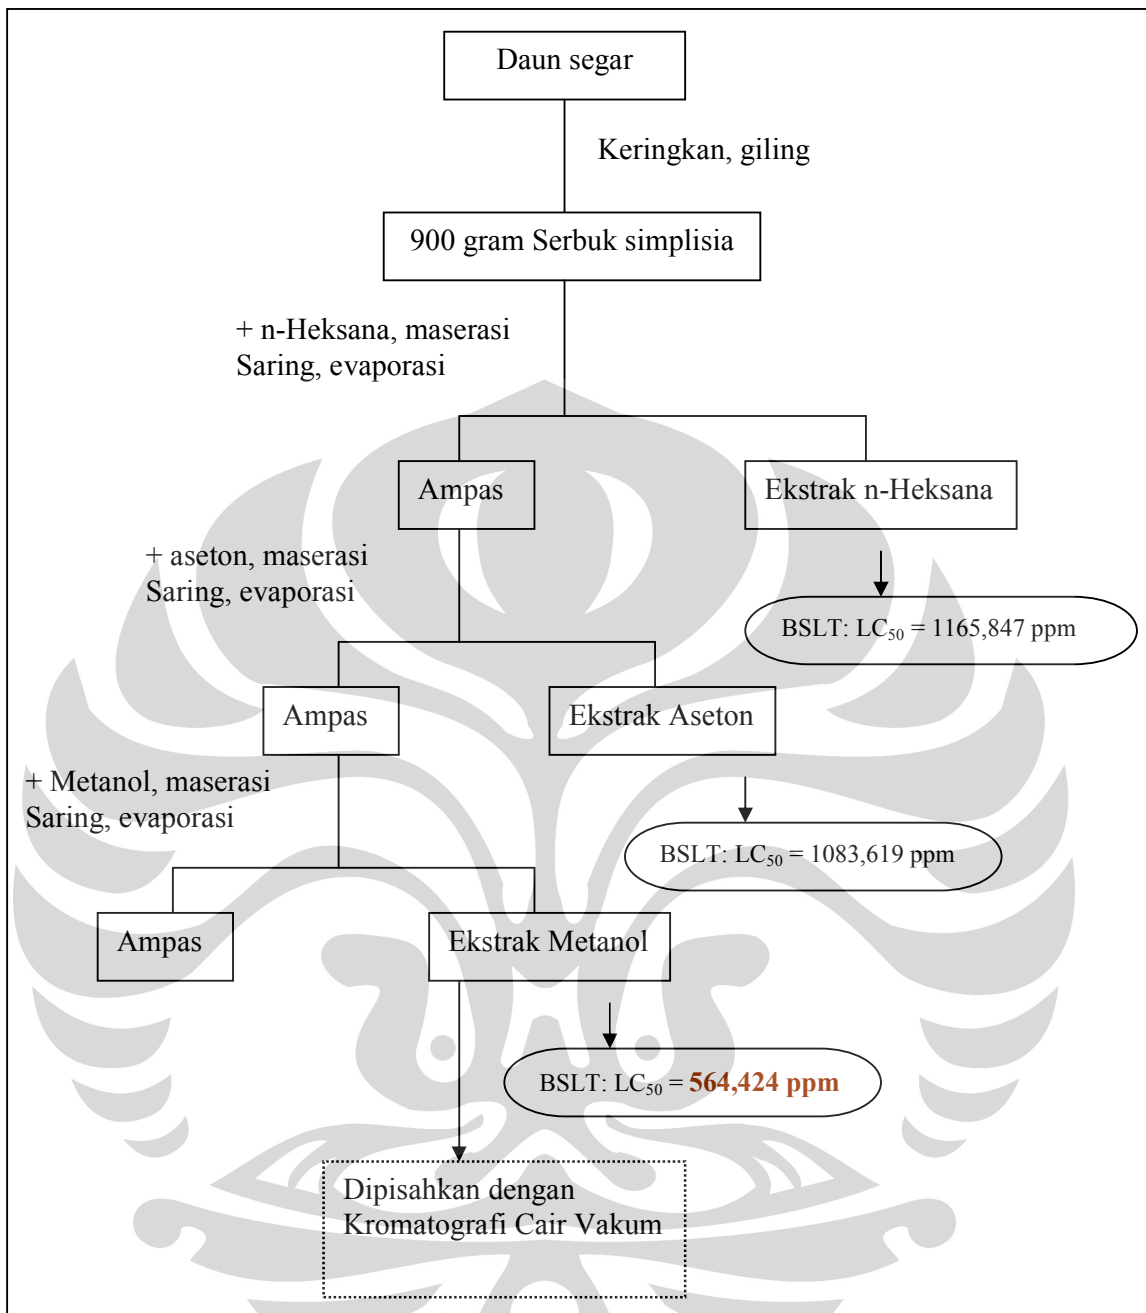 Daun segar
Keringkan, giling
900 gram Serbuk simplisia
+ n-Heksana, maserasi
Saring, evaporasi
Ampas
Ekstrak n-Heksana
+ aseton, maserasi
Saring, evaporasi
BSLT: LC₅₀ = 1165,847 ppm
Ampas
Ekstrak Aseton
+ Metanol, maserasi
Saring, evaporasi
BSLT: LC₅₀ = 1083,619 ppm
Ampas
Ekstrak Metanol
BSLT: LC₅₀ = 564,424 ppm
Dipisahkan dengan
Kromatografi Cair Vakum